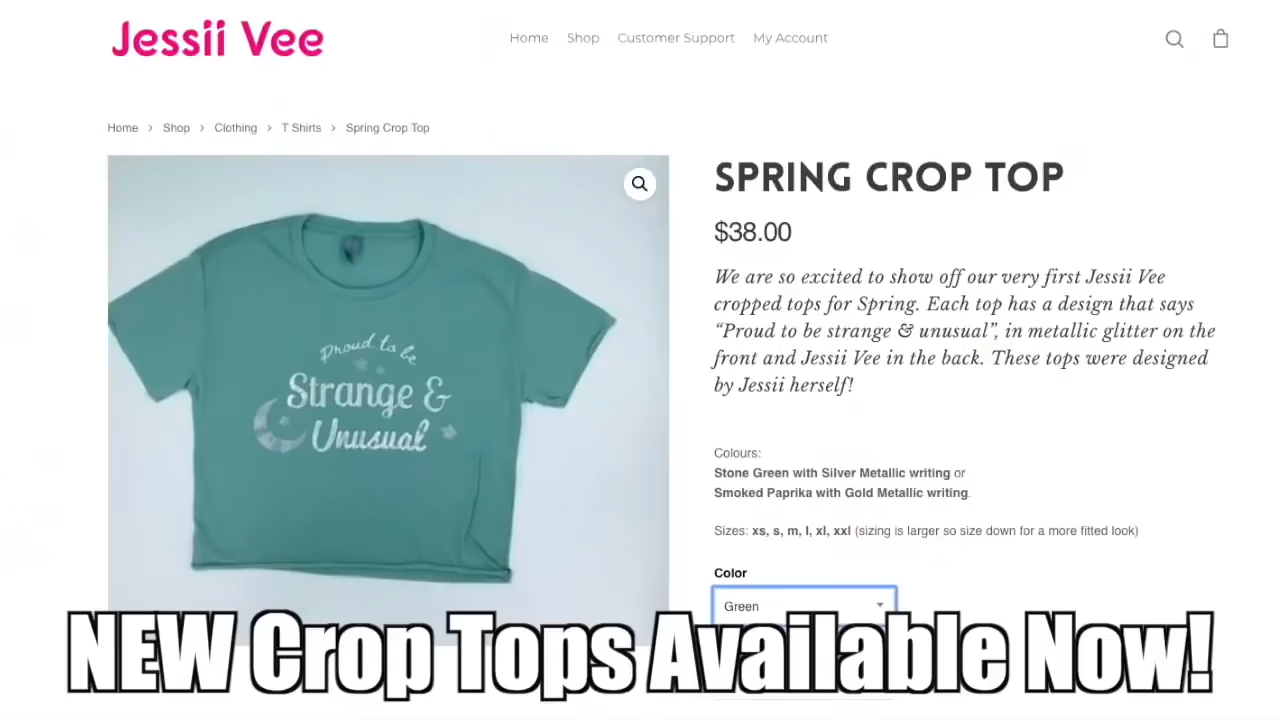 Jessii Vee
Home Shop Customer Support My Account
Home > Shop > Clothing > T Shirts > Spring Crop Top
SPRING CROP TOP
$38.00
We are so excited to show off our very first Jessii Vee
cropped tops for Spring. Each top has a design that says
“Proud to be strange & unusual”, in metallic glitter on the
front and Jessii Vee in the back. These tops were designed
by Jessii herself!
Proud to be
Strange &
Unusual
Colours:
Stone Green with Silver Metallic writing or
Smoked Paprika with Gold Metallic writing.
Sizes: xs, s, m, l, xl, xxl (sizing is larger so size down for a more fitted look)
Color
Green
NEW Crop Tops Available Now!